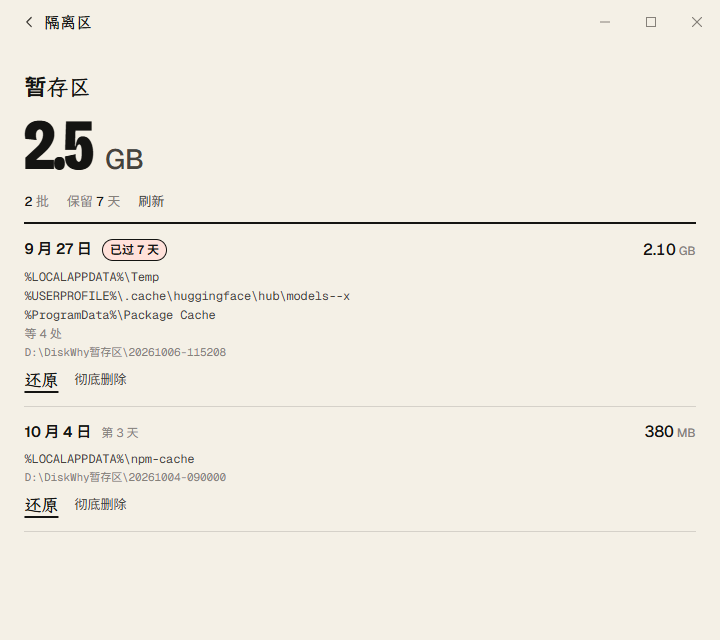 隔离区
暂存区
2.5 GB
2 批 保留 7 天 刷新
9 月 27 日 已过 7 天 2.10 GB
%LOCALAPPDATA%\Temp
%USERPROFILE%\.cache\huggingface\hub\models--x
%ProgramData%\Package Cache
等 4 处
D:\DiskWhy暂存区\20261006-115208
还原 彻底删除
10 月 4 日 第 3 天 380 MB
%LOCALAPPDATA%\npm-cache
D:\DiskWhy暂存区\20261004-090000
还原 彻底删除